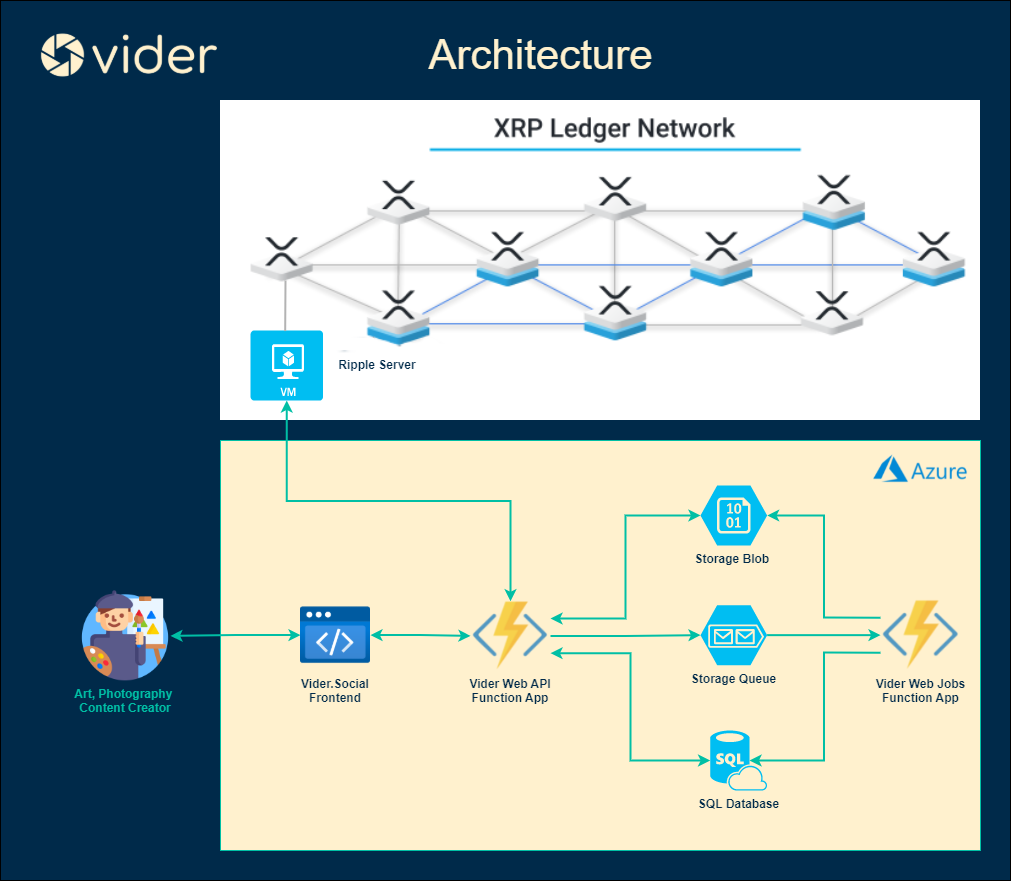 vider
Architecture
XRP Ledger Network
VM
Ripple Server
Azure
10
01
Storage Blob
Art, Photography
Content Creator
</>
Vider.Social
Frontend
Vider Web API
Function App
Storage Queue
Vider Web Jobs
Function App
SQL
SQL Database